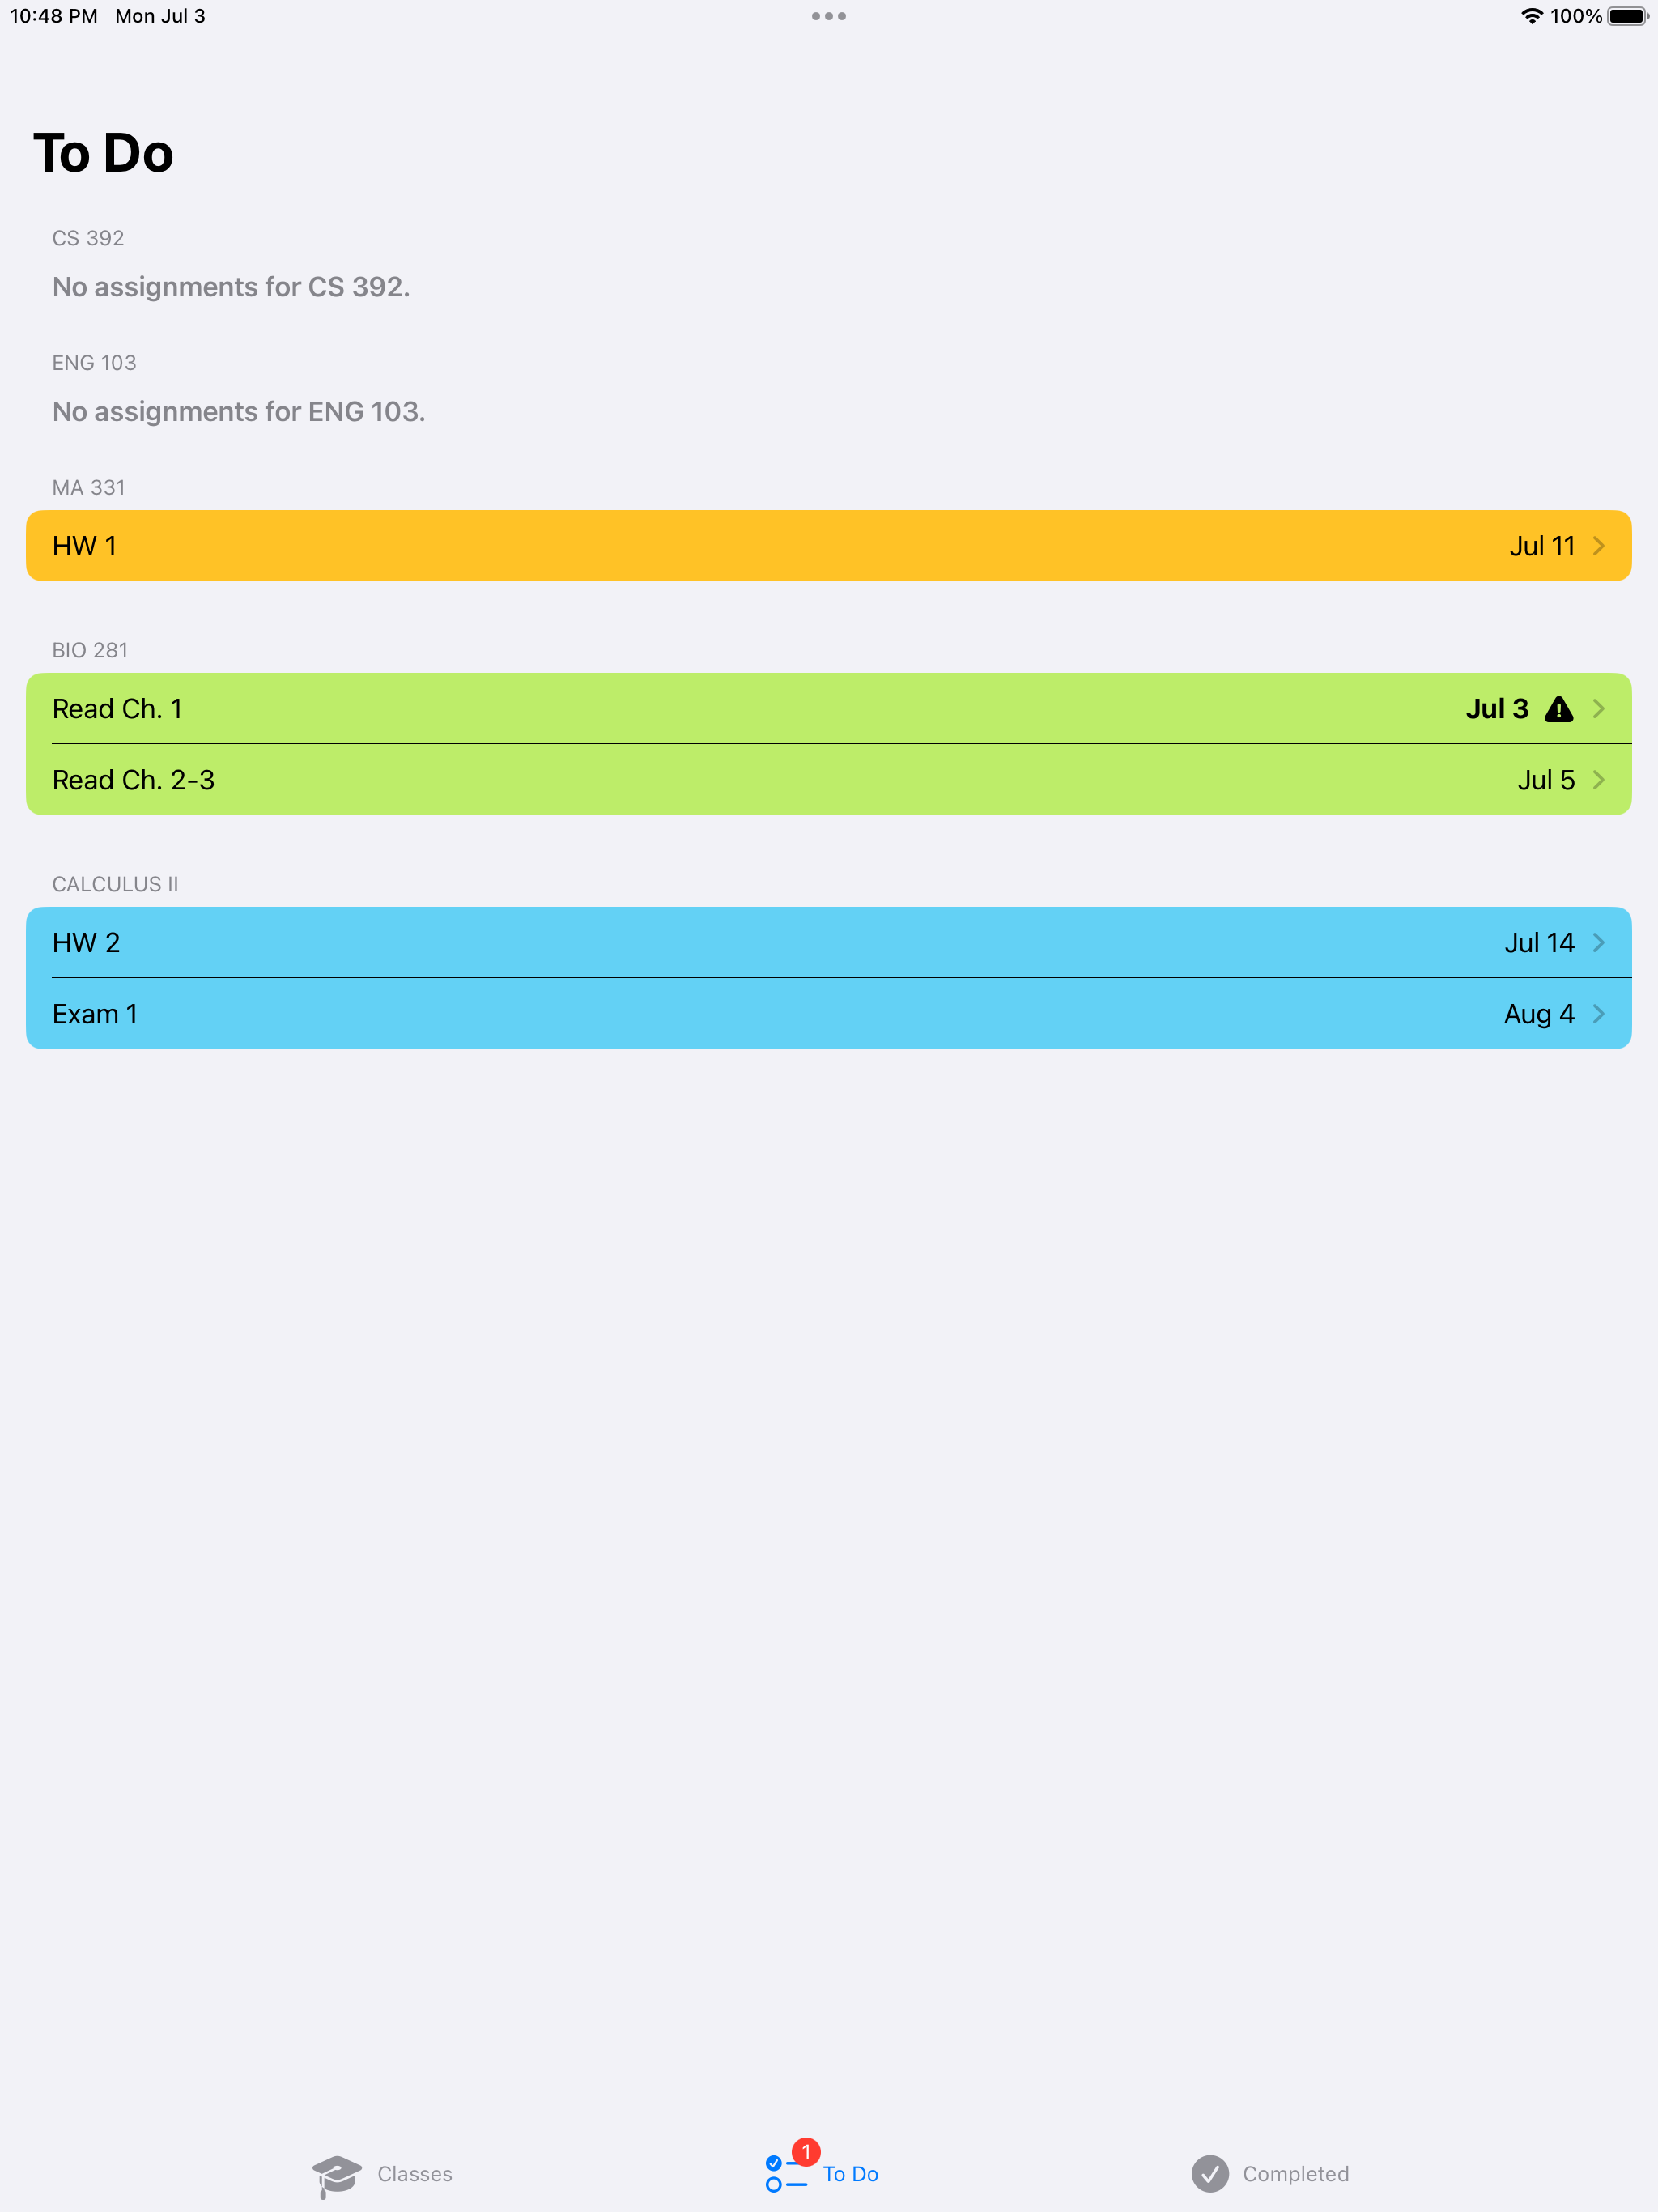 10:48 PM Mon Jul 3 100%
To Do
CS 392
No assignments for CS 392.
ENG 103
No assignments for ENG 103.
MA 331
HW 1 Jul 11
BIO 281
Read Ch. 1 Jul 3
Read Ch. 2-3 Jul 5
CALCULUS II
HW 2 Jul 14
Exam 1 Aug 4
Classes 1 To Do Completed